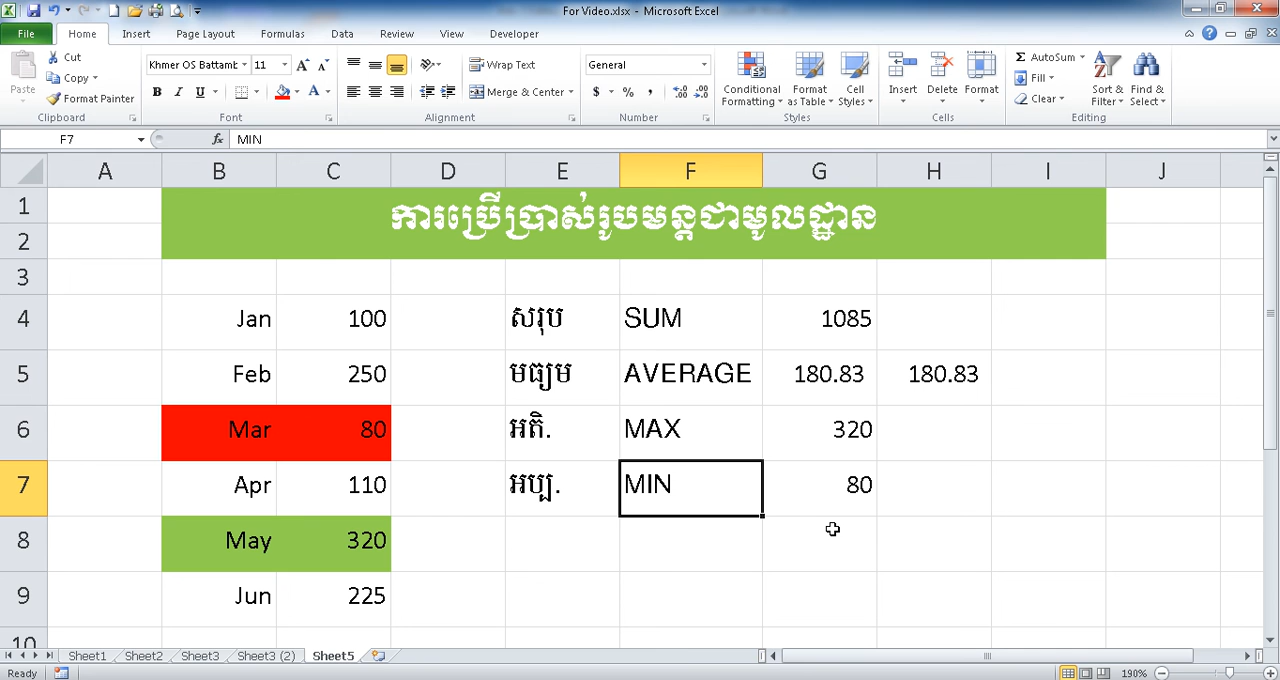 For Video.xlsx - Microsoft Excel
File Home Insert Page Layout Formulas Data Review View Developer
Paste Cut Copy Format Painter Clipboard
Khmer OS Battamb 11 B I U A A A Font
Wrap Text Merge & Center Alignment
General $ % , Number
Conditional Formatting Format as Table Cell Styles Styles
Insert Delete Format Cells
Σ AutoSum Fill Clear Sort & Filter Find & Select Editing
F7 fx MIN
A B C D E F G H I J
1 ការប្រើប្រាស់រូបមន្តជាមូលដ្ឋាន
2
3
4 Jan 100 សរុប SUM 1085
5 Feb 250 មធ្យម AVERAGE 180.83 180.83
6 Mar 80 អតិ. MAX 320
7 Apr 110 អប្ប. MIN 80
8 May 320
9 Jun 225
10
Sheet1 Sheet2 Sheet3 Sheet3 (2) Sheet5
Ready 190%